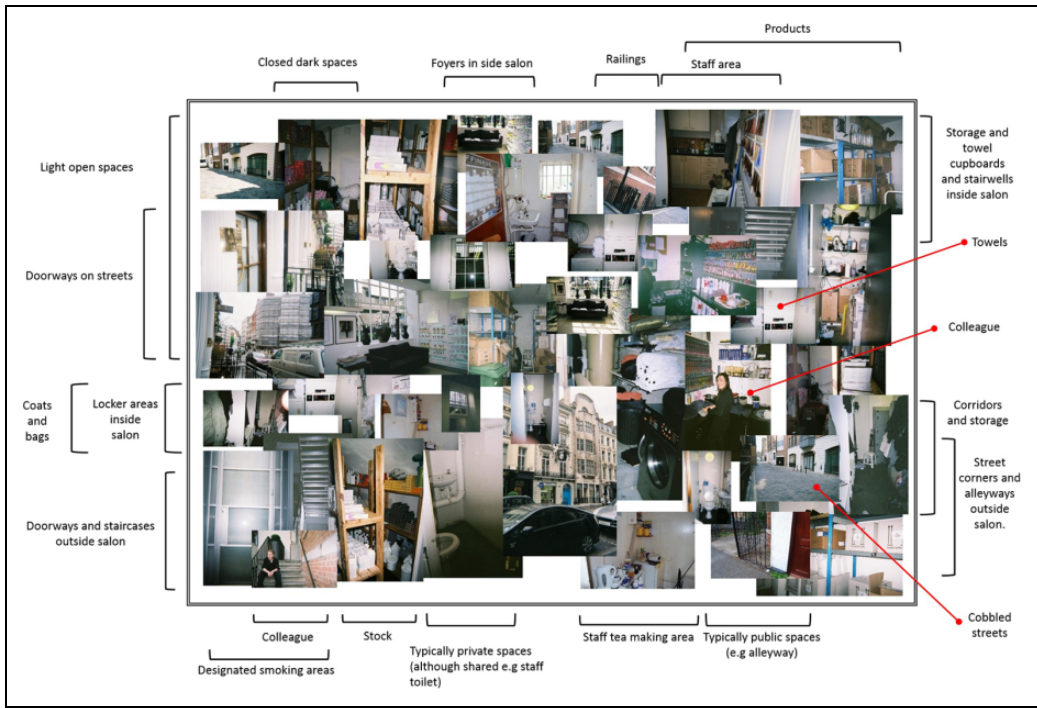 Products
Closed dark spaces
Foyers in side salon
Railings
Staff area
Light open spaces
Storage and
towel
cupboards
and stairwells
inside salon
Doorways on streets
Towels
Colleague
Coats
and
bags
Locker areas
inside
salon
Corridors and storage
Street
corners and
alleyways
outside
salon.
Doorways and staircases
outside salon
Cobbled
streets
Colleague
Stock
Typically private spaces
(although shared e.g staff
toilet)
Staff tea making area
Typically public spaces
(e.g alleyway)
Designated smoking areas